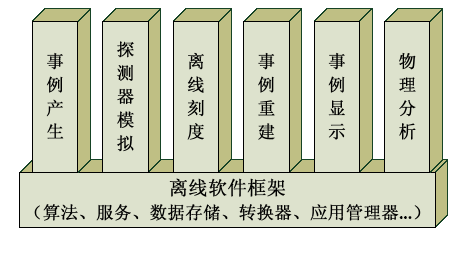 事例产生
探测器模拟
离线刻度
事例重建
事例显示
物理分析
离线软件框架
（算法、服务、数据存储、转换器、应用管理器...）